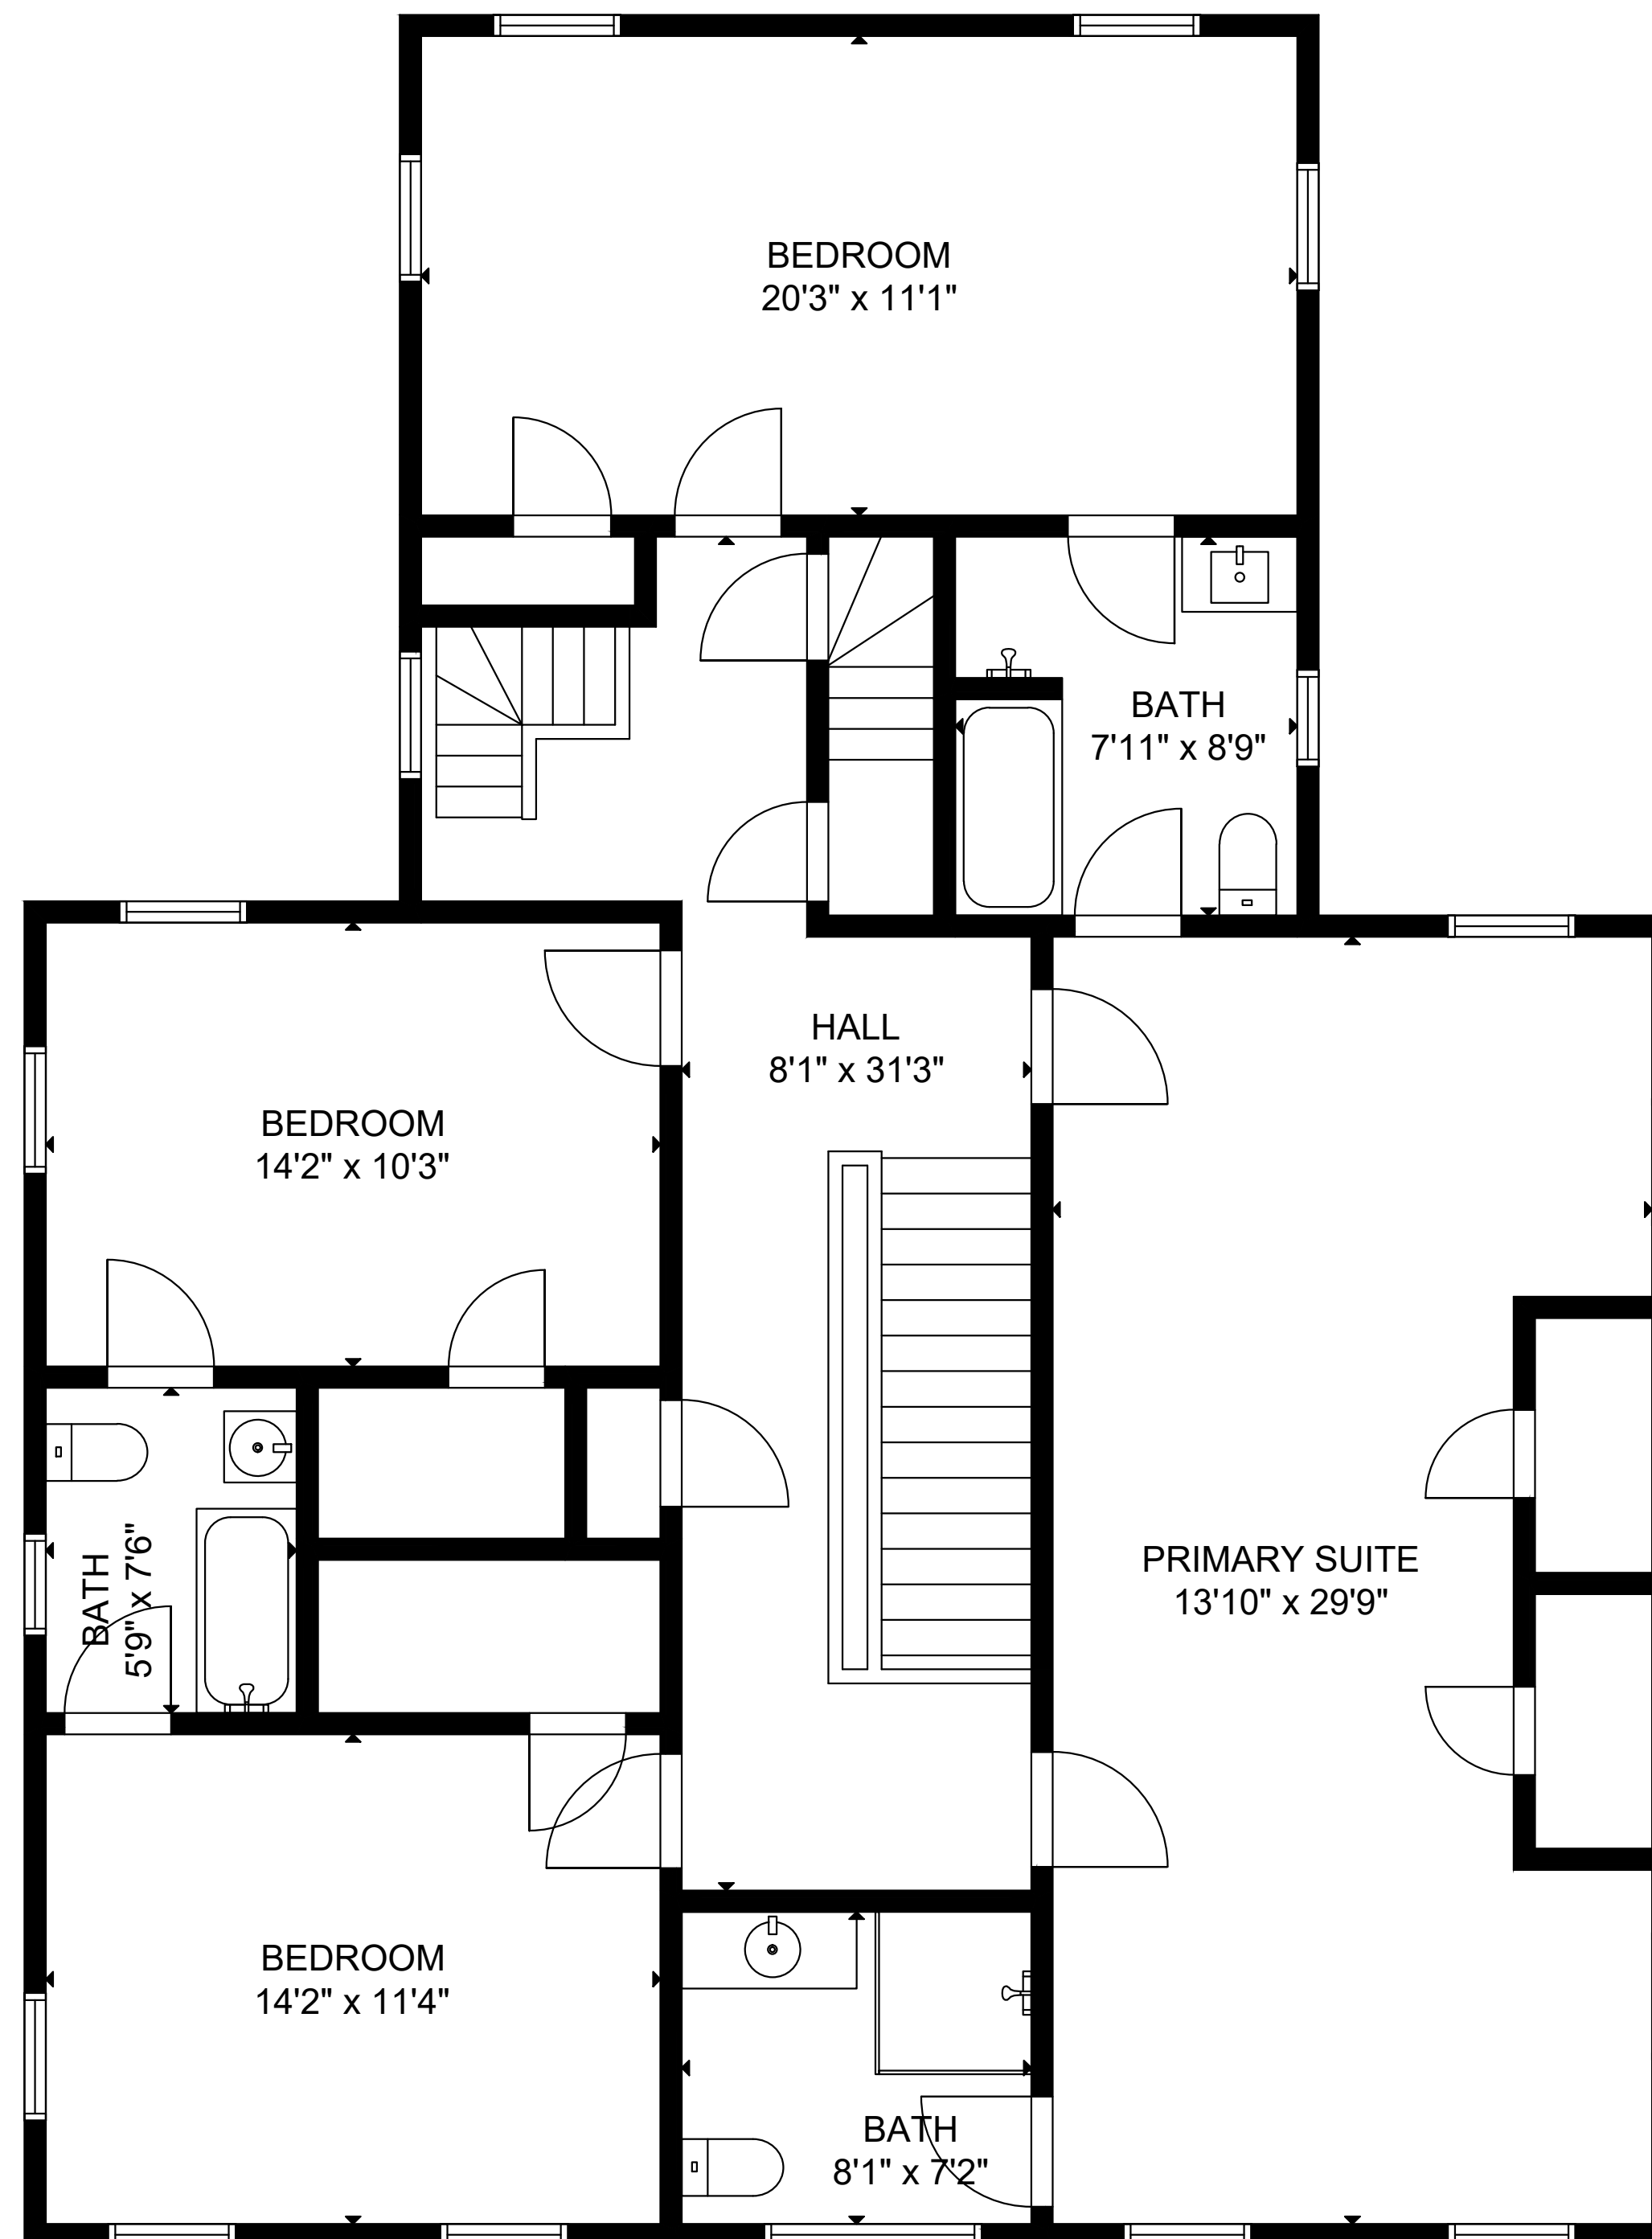 BEDROOM
20'3" x 11'1"
BATH
7'11" x 8'9"
HALL
8'1" x 31'3"
BEDROOM
14'2" x 10'3"
BATH
5'9" x 7'6"
PRIMARY SUITE
13'10" x 29'9"
BEDROOM
14'2" x 11'4"
BATH
8'1" x 7'2"